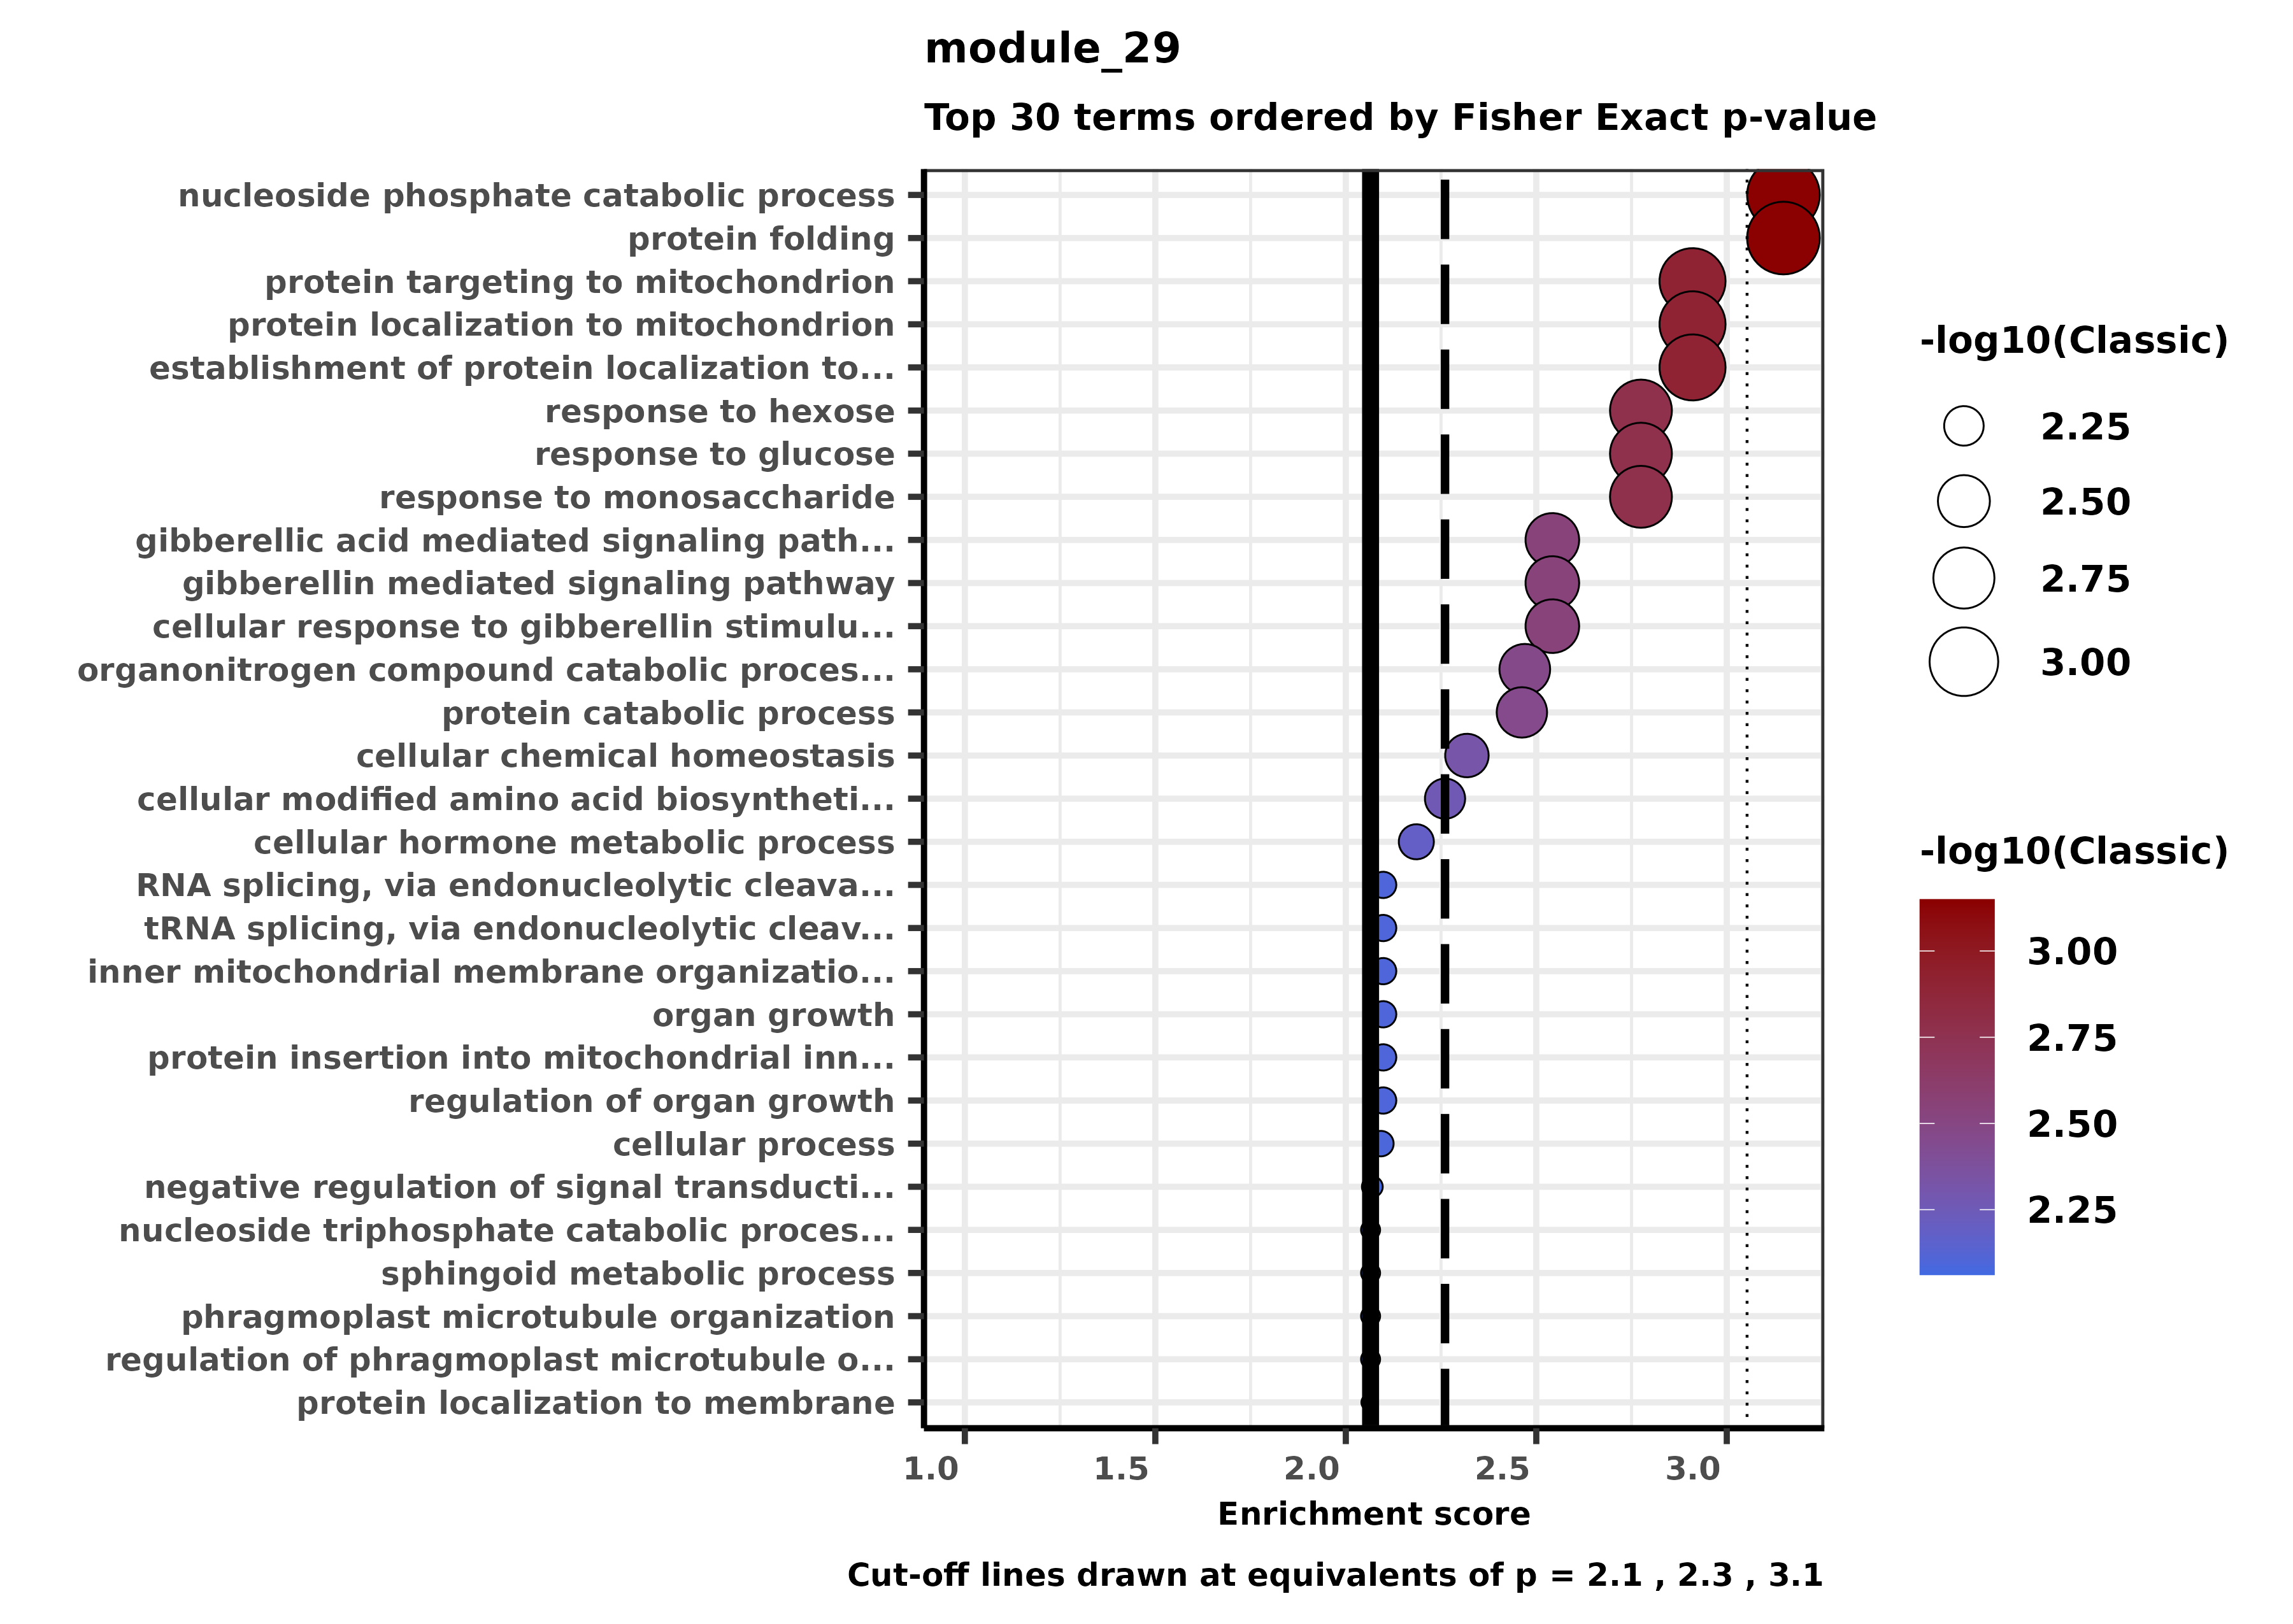 module_29
Top 30 terms ordered by Fisher Exact p-value
nucleoside phosphate catabolic process
protein folding
protein targeting to mitochondrion
protein localization to mitochondrion
establishment of protein localization to...
response to hexose
response to glucose
response to monosaccharide
gibberellic acid mediated signaling path...
gibberellin mediated signaling pathway
cellular response to gibberellin stimulu...
organonitrogen compound catabolic proces...
protein catabolic process
cellular chemical homeostasis
cellular modified amino acid biosyntheti...
cellular hormone metabolic process
RNA splicing, via endonucleolytic cleava...
tRNA splicing, via endonucleolytic cleav...
inner mitochondrial membrane organizatio...
organ growth
protein insertion into mitochondrial inn...
regulation of organ growth
cellular process
negative regulation of signal transducti...
nucleoside triphosphate catabolic proces...
sphingoid metabolic process
phragmoplast microtubule organization
regulation of phragmoplast microtubule o...
protein localization to membrane
1.0 1.5 2.0 2.5 3.0
Enrichment score
Cut-off lines drawn at equivalents of p = 2.1 , 2.3 , 3.1
-log10(Classic)
2.25
2.50
2.75
3.00
-log10(Classic)
3.00
2.75
2.50
2.25